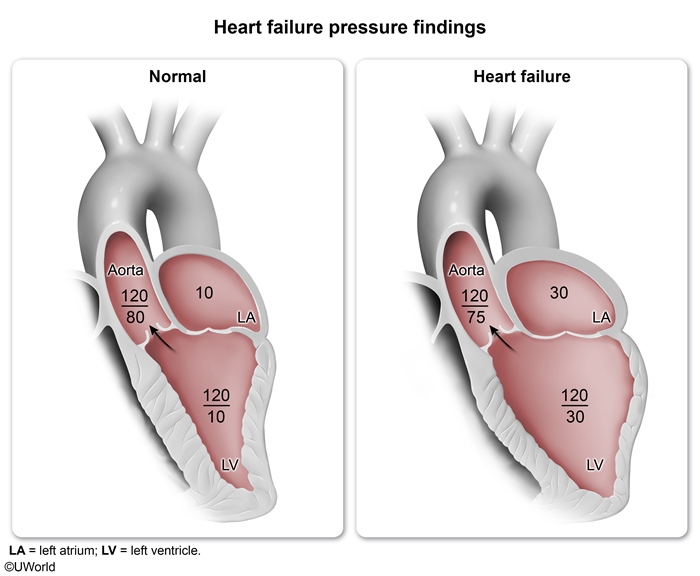 Heart failure pressure findings
Normal
Aorta
120
80
10
LA
120
10
LV
Heart failure
Aorta
120
75
30
LA
120
30
LV
LA = left atrium; LV = left ventricle.
©UWorld